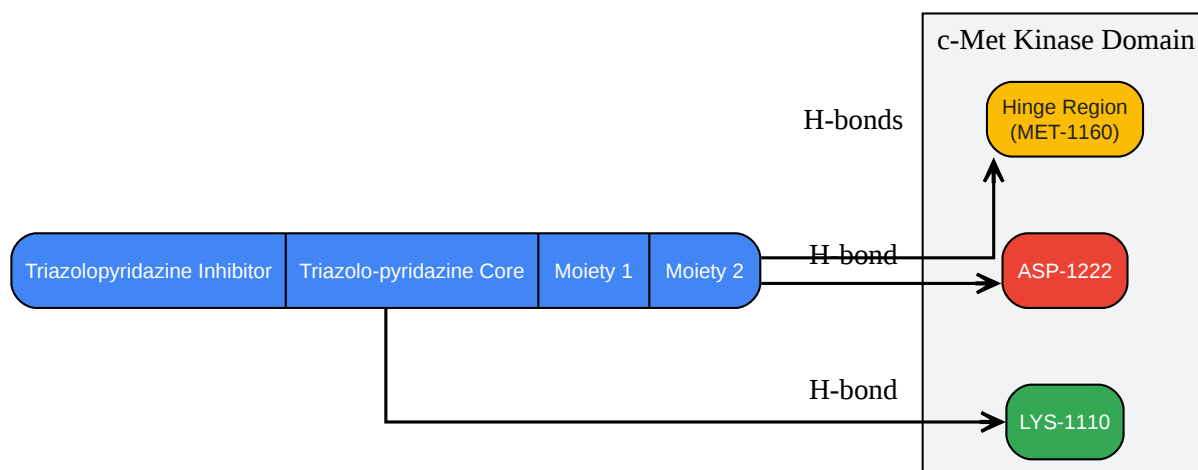 c-Met Kinase Domain
Hinge Region
(MET-1160)
H-bonds
Triazolopyridazine Inhibitor
Triazolo-pyridazine Core
Moiety 1
Moiety 2
H-bond
ASP-1222
H-bond
LYS-1110